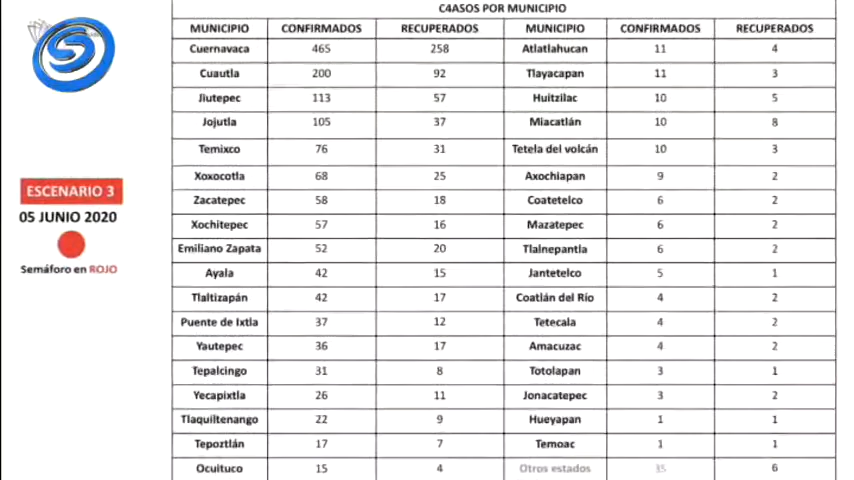 C4ASOS POR MUNICIPIO
MUNICIPIO CONFIRMADOS RECUPERADOS MUNICIPIO CONFIRMADOS RECUPERADOS
Cuernavaca 465 258 Atlatlahucan 11 4
Cuautla 200 92 Tlayacapan 11 3
Jiutepec 113 57 Huitzilac 10 5
Jojutla 105 37 Miacatlán 10 8
Temixco 76 31 Tetela del volcán 10 3
Xoxocotla 68 25 Axochiapan 9 2
Zacatepec 58 18 Coatetelco 6 2
Xochitepec 57 16 Mazatepec 6 2
Emiliano Zapata 52 20 Tlalnepantla 6 2
Ayala 42 15 Jantetelco 5 1
Tlaltizapán 42 17 Coatlán del Río 4 2
Puente de Ixtla 37 12 Tetecala 4 2
Yautepec 36 17 Amacuzac 4 2
Tepalcingo 31 8 Totolapan 3 1
Yecapixtla 26 11 Jonacatepec 3 2
Tlaquiltenango 22 9 Hueyapan 1 1
Tepoztlán 17 7 Temoac 1 1
Ocuituco 15 4 Otros estados 35 6
ESCENARIO 3
05 JUNIO 2020
Semáforo en ROJO